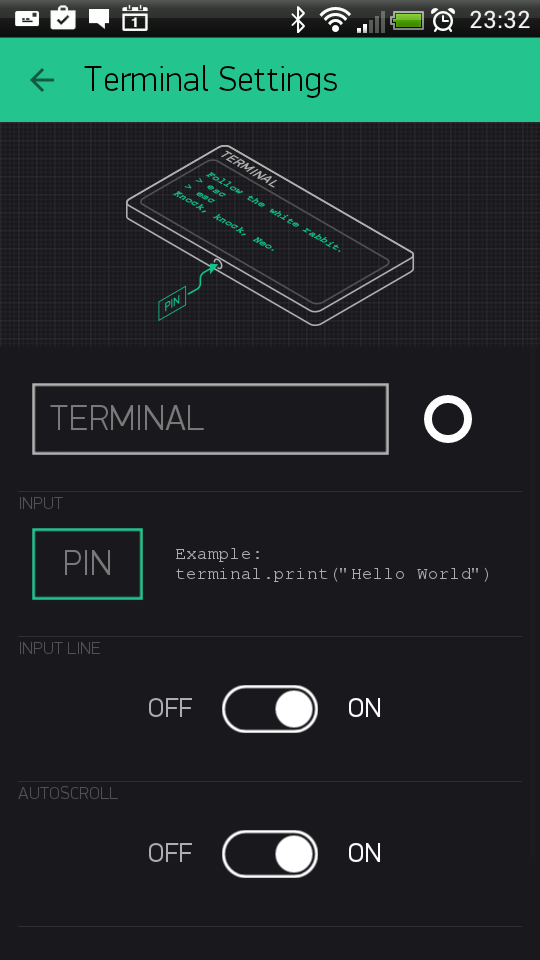 1
23:32
Terminal Settings
TERMINAL
> Follow the white rabbit.
> esc
> esc
Knock, knock, Neo.
PIN
TERMINAL
INPUT
PIN
Example:
terminal.print("Hello World")
INPUT LINE
OFF ON
AUTOSCROLL
OFF ON